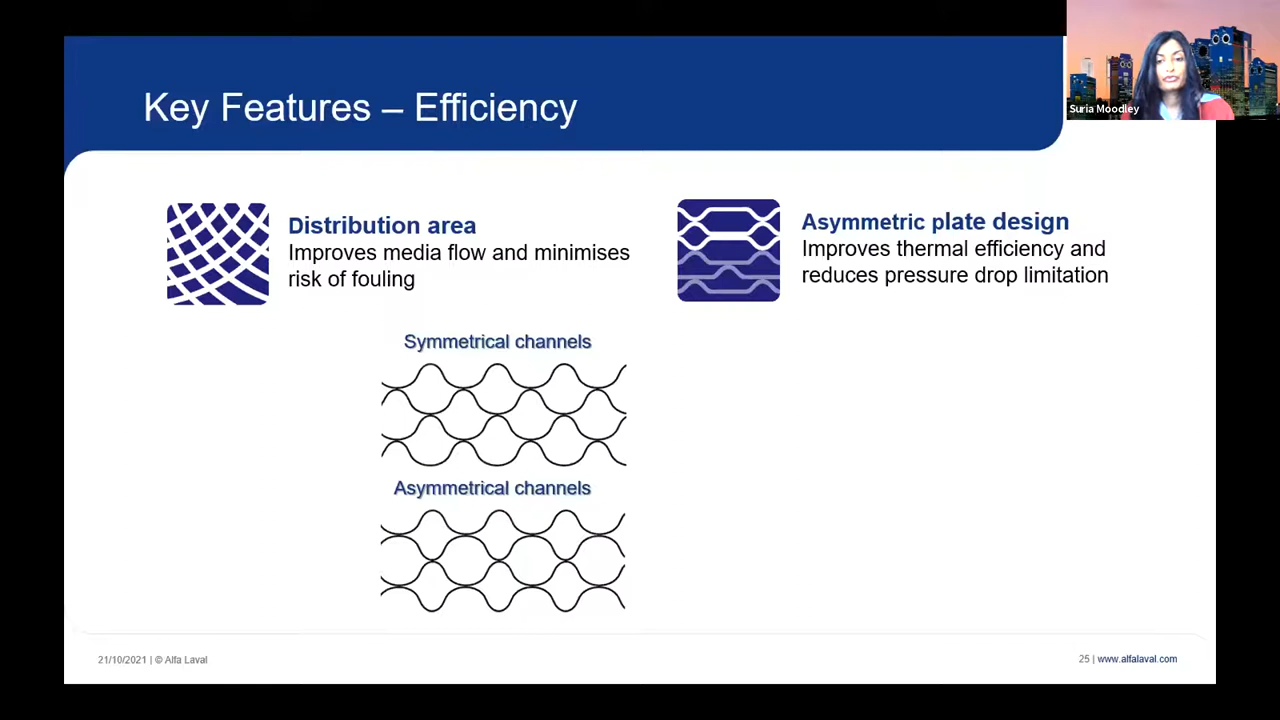 Key Features – Efficiency
Suria Moodley
Distribution area
Improves media flow and minimises
risk of fouling
Asymmetric plate design
Improves thermal efficiency and
reduces pressure drop limitation
Symmetrical channels
Asymmetrical channels
21/10/2021 | © Alfa Laval
25 | www.alfalaval.com